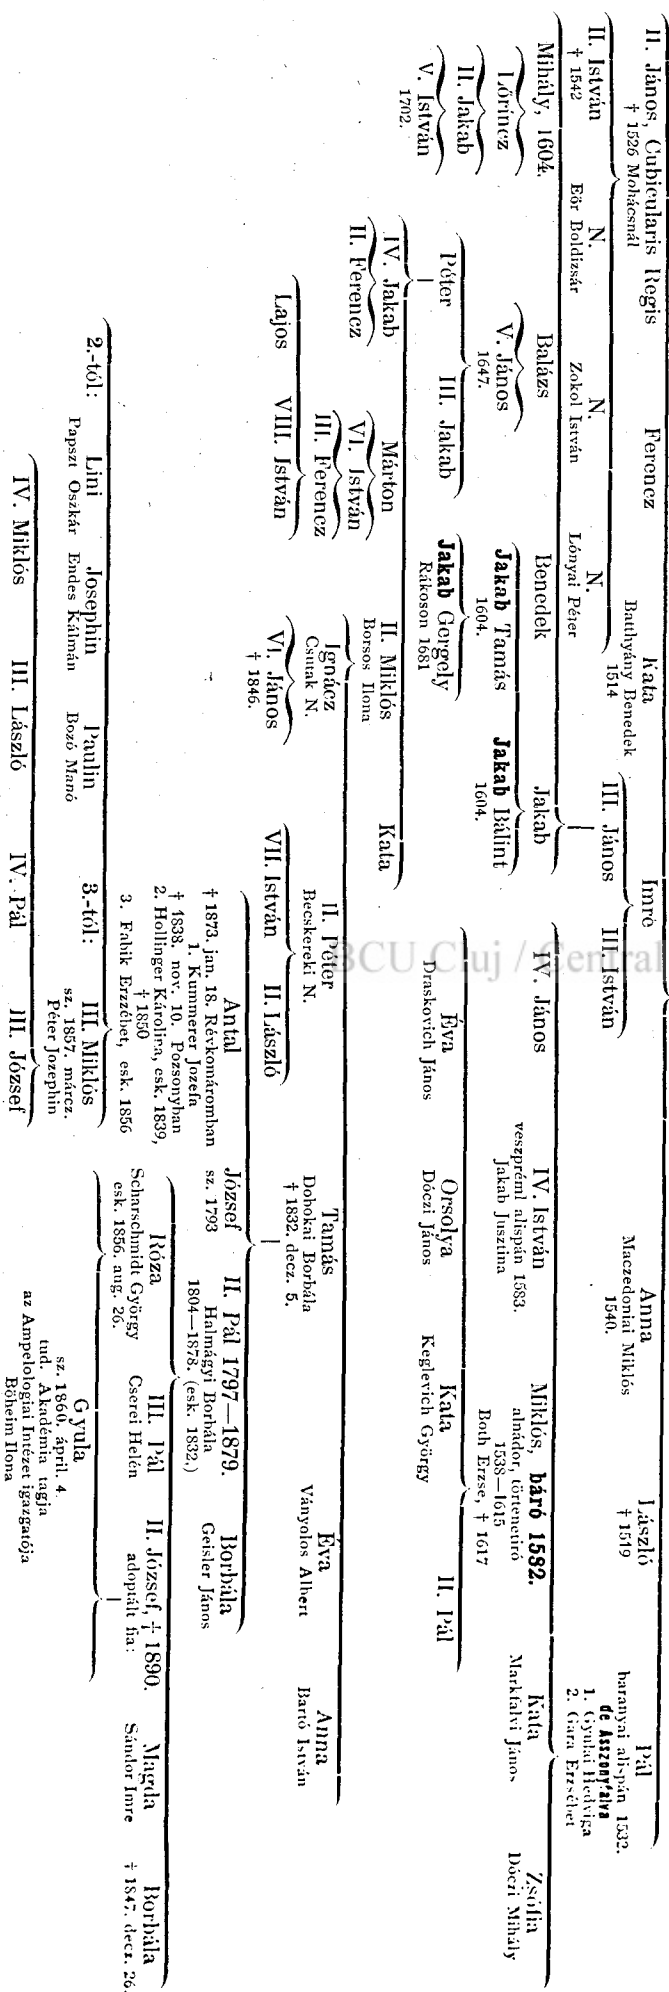 II. János, Cubicularis Regis
† 1526 Mohácsnál
Ferencz
Kata
Batthyány Benedek
1514
Imre
Anna
Maczedoniai Miklós
1540.
László
† 1519
Pál
baranyai alispán 1532.
de Asszonyfalva
1. Gyulai Hedviga
2. Gara Erzsébet
II. István
† 1542
N.
Eör Boldizsár
N.
Zokol István
N.
Lónyai Péter
III. János
III. István
Mihály, 1604.
Balázs
Benedek
Jakab
IV. János
IV. István
veszprémi alispán 1583.
Jakab Jusztina
Miklós, báró 1582.
alnádor, történetiró
1538—1615
Both Erzse, † 1617
Kata
Markfalvi János
Zsófia
Dóczi Mihály
Lőrincz
V. János
1647.
Jakab Tamás
1604.
Jakab Bálint
1604.
II. Jakab
Péter
III. Jakab
Jakab Gergely
Rákoson 1681
Éva
Draskovich János
Orsolya
Dóczi János
Kata
Keglevich György
II. Pál
V. István
1702.
IV. Jakab
Márton
II. Miklós
Borsos Ilona
Kata
II. Ferencz
VI. István
Ignácz
Csutak N.
II. Péter
Becskereki N.
Tamás
Dobokai Borbála
† 1832. decz. 5.
Éva
Ványolos Albert
Anna
Bartó István
III. Ferencz
VI. János
† 1846.
VII. István
II. László
Lajos
VIII. István
Antal
† 1873. jan. 18. Révkomáromban
1. Kummerer Jozefa
† 1838. nov. 10. Pozsonyban
2. Hollinger Károlina, esk. 1839,
† 1850
3. Fabik Erzzébet, esk. 1856
József
sz. 1793
II. Pál 1797—1879.
Halmágyi Borbála
1804—1878. (esk. 1832.)
Borbála
Geisler János
2.-tól:
Lini
Papszt Oszkár
Josephin
Endes Kálmán
Paulin
Bozó Manó
3.-tól:
III. Miklós
sz. 1857. márcz.
Péter Jozephin
Róza
Scharschmidt György
esk. 1856. aug. 26.
III. Pál
Cserei Helén
II. József, † 1890.
adoptált fia:
Magda
Sándor Imre
Borbála
† 1847. decz. 26.
IV. Miklós
III. László
IV. Pál
III. József
Gyula
sz. 1860. ápril. 4.
tud. Akadémia tagja
az Ampelologiai Intézet igazgatója
Böheim Ilona
BCU Cluj / Central